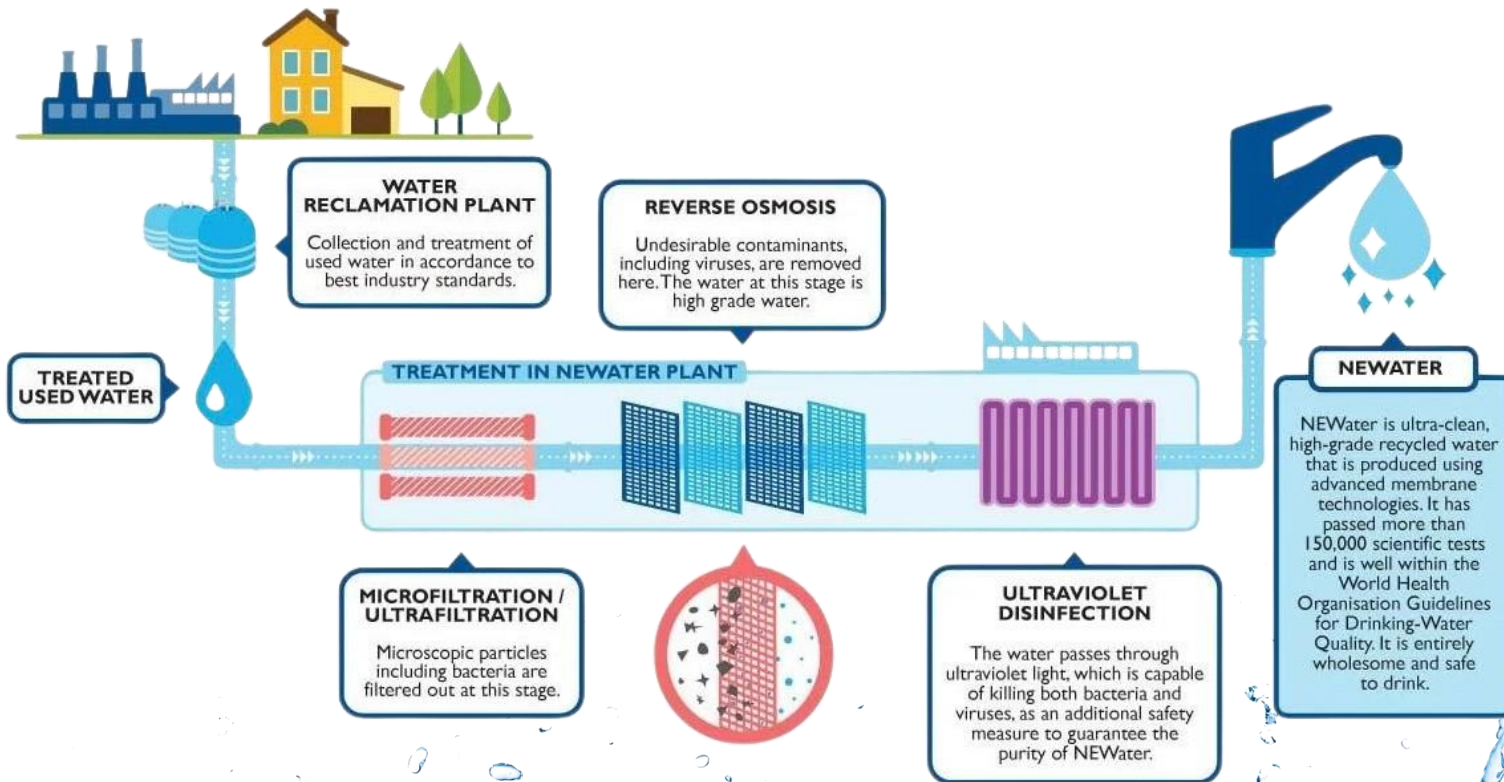 WATER
RECLAMATION PLANT
Collection and treatment of
used water in accordance to
best industry standards.
REVERSE OSMOSIS
Undesirable contaminants,
including viruses, are removed
here. The water at this stage is
high grade water.
TREATED
USED WATER
TREATMENT IN NEWATER PLANT
MICROFILTRATION /
ULTRAFILTRATION
Microscopic particles
including bacteria are
filtered out at this stage.
ULTRAVIOLET
DISINFECTION
The water passes through
ultraviolet light, which is capable
of killing both bacteria and
viruses, as an additional safety
measure to guarantee the
purity of NEWater.
NEWATER
NEWater is ultra-clean,
high-grade recycled water
that is produced using
advanced membrane
technologies. It has
passed more than
150,000 scientific tests
and is well within the
World Health
Organisation Guidelines
for Drinking-Water
Quality. It is entirely
wholesome and safe
to drink.